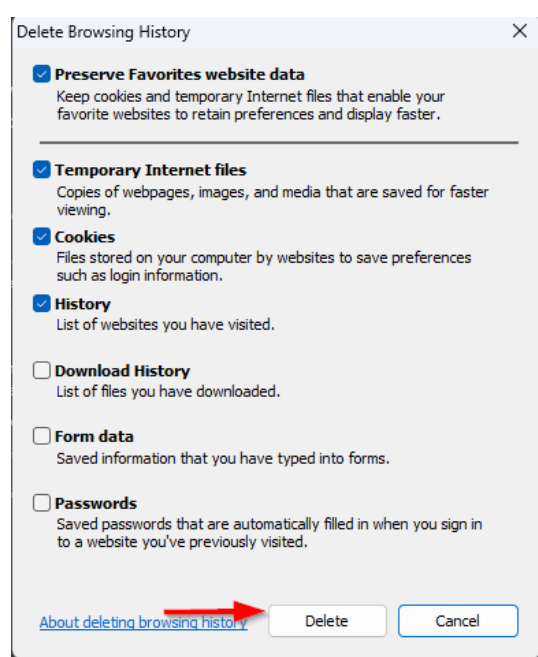 Delete Browsing History
Preserve Favorites website data
Keep cookies and temporary Internet files that enable your
favorite websites to retain preferences and display faster.
Temporary Internet files
Copies of webpages, images, and media that are saved for faster
viewing.
Cookies
Files stored on your computer by websites to save preferences
such as login information.
History
List of websites you have visited.
Download History
List of files you have downloaded.
Form data
Saved information that you have typed into forms.
Passwords
Saved passwords that are automatically filled in when you sign in
to a website you've previously visited.
About deleting browsing history
Delete
Cancel